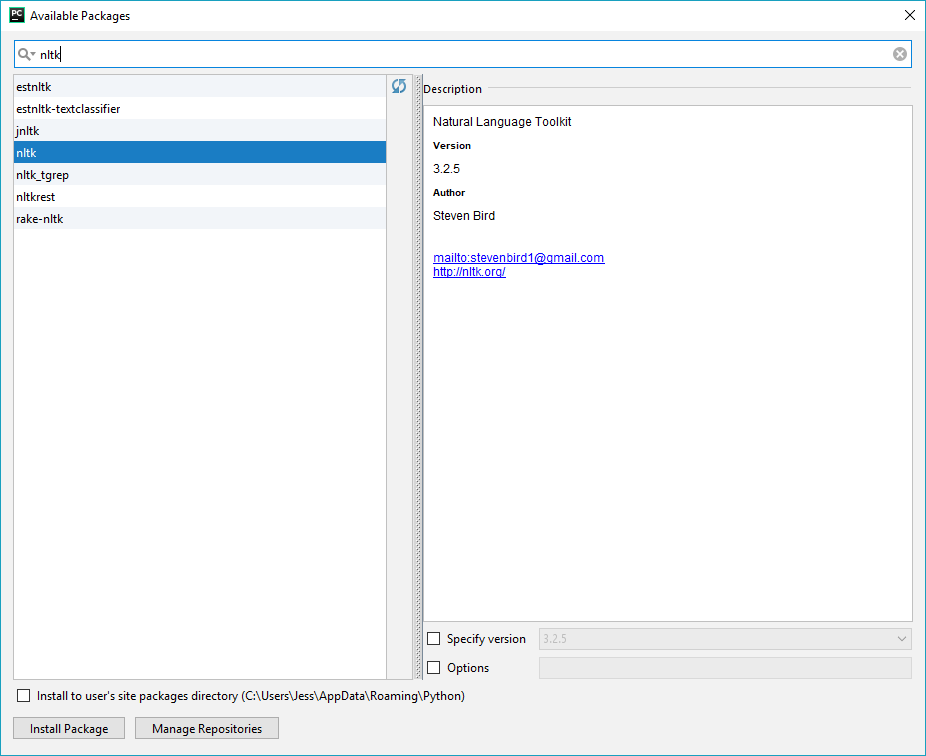 PC Available Packages
nltk
estnltk
estnltk-textclassifier
jnltk
nltk
nltk_tgrep
nltkrest
rake-nltk
Description
Natural Language Toolkit
Version
3.2.5
Author
Steven Bird
mailto:stevenbird1@gmail.com
http://nltk.org/
Specify version 3.2.5
Options
Install to user's site packages directory (C:\Users\Jess\AppData\Roaming\Python)
Install Package Manage Repositories